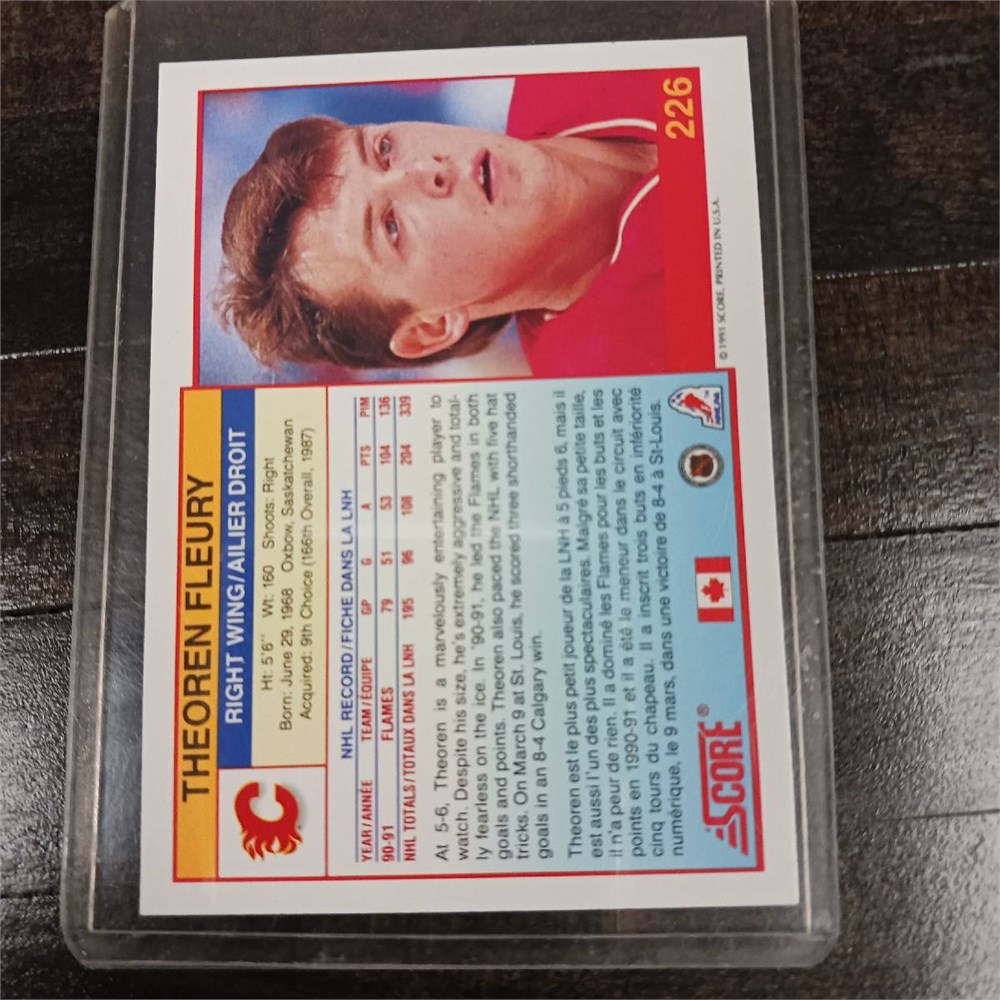 THEOREN FLEURY
RIGHT WING/AILIER DROIT
Ht: 5'6" Wt: 160 Shoots: Right
Born: June 29, 1968 Oxbow, Saskatchewan
Acquired: 9th Choice (166th Overall, 1987)
NHL RECORD/FICHE DANS LA LNH
YEAR/ANNÉE TEAM/ÉQUIPE GP G A PTS PIM
90-91 FLAMES 79 51 53 104 136
NHL TOTALS/TOTAUX DANS LA LNH 195 96 108 204 339
At 5-6, Theoren is a marvelously entertaining player to
watch. Despite his size, he's extremely aggressive and total-
ly fearless on the ice. In '90-91, he led the Flames in both
goals and points. Theoren also paced the NHL with five hat
tricks. On March 9 at St. Louis, he scored three shorthanded
goals in an 8-4 Calgary win.
Theoren est le plus petit joueur de la LNH à 5 pieds 6, mais il
est aussi l'un des plus spectaculaires. Malgré sa petite taille,
il n'a peur de rien. Il a dominé les Flames pour les buts et les
points en 1990-91 et il a été le meneur dans le circuit avec
cinq tours du chapeau. Il a inscrit trois buts en infériorité
numérique, le 9 mars, dans une victoire de 8-4 à St-Louis.
SCORE®
NHLPA
226
© 1991 SCORE, PRINTED IN U.S.A.